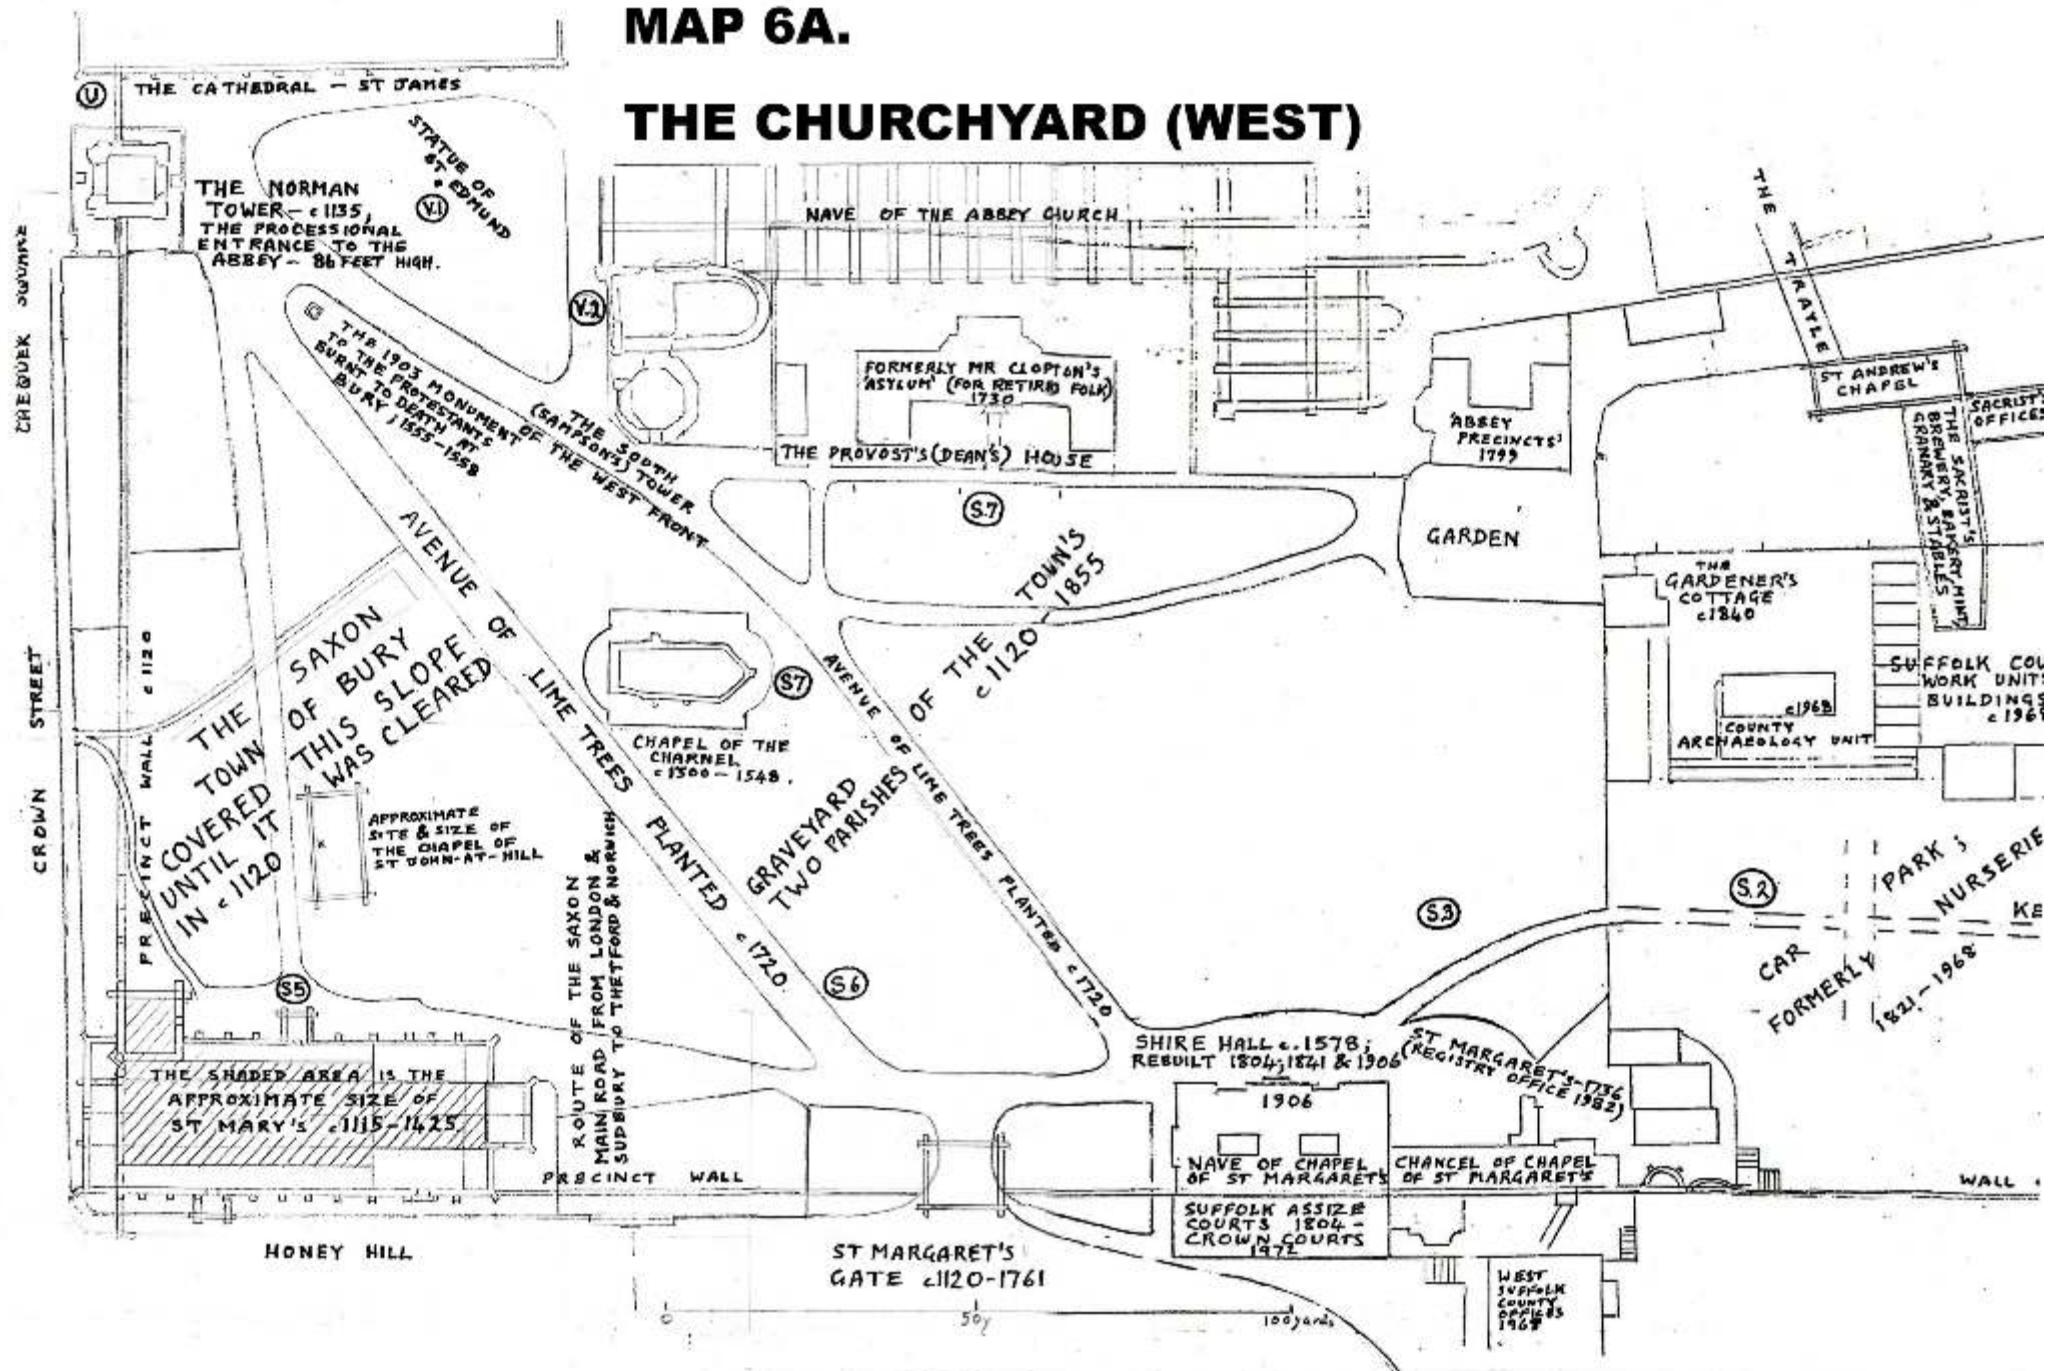 MAP 6A.
THE CHURCHYARD (WEST)
U
THE CATHEDRAL - ST JAMES
STATUE OF
ST EDMUND
V.1
THE NORMAN
TOWER - c 1135,
THE PROCESSIONAL
ENTRANCE TO THE
ABBEY - 86 FEET HIGH.
CHEQUER SQUARE
NAVE OF THE ABBEY CHURCH
THE TRAYLE
V.2
THE 1903 MONUMENT
TO THE PROTESTANTS
BURNT TO DEATH AT
BURY, 1555-1558
THE SOUTH
(SAMPSON'S) TOWER
OF THE WEST FRONT
FORMERLY MR CLOPTON'S
'ASYLUM' (FOR RETIRED FOLK)
1730
THE PROVOST'S (DEAN'S) HOUSE
'ABBEY
PRECINCTS'
1799
ST ANDREW'S
CHAPEL
SACRIST'S
OFFICES
THE SACRIST'S
BREWERY, BAKERY, MINT,
GRANARY & STABLES
S.7
GARDEN
THE
GARDENER'S
COTTAGE
c1840
SUFFOLK COU
WORK UNIT
BUILDINGS
c 196
c1968
COUNTY
ARCHAEOLOGY UNIT
AVENUE OF LIME TREES PLANTED c 1720
CROWN STREET
PRECINCT WALL c 1120
THE SAXON
TOWN OF BURY
COVERED THIS SLOPE
UNTIL IT WAS CLEARED
IN c 1120
S7
CHAPEL OF THE
CHARNEL
c 1300 - 1548.
AVENUE OF LIME TREES PLANTED c 1720
GRAVEYARD OF THE TOWN'S
TWO PARISHES c 1120 1855
APPROXIMATE
SITE & SIZE OF
THE CHAPEL OF
ST JOHN-AT-HILL
ROUTE OF THE SAXON
MAIN ROAD FROM LONDON &
SUDBURY TO THETFORD & NORWICH
S.2
S.3
CAR PARK;
FORMERLY NURSERIE
1821-1968
KE
S5
S6
THE SHADED AREA IS THE
APPROXIMATE SIZE OF
ST MARY'S c 1115-1425.
SHIRE HALL c.1578;
REBUILT 1804; 1841 & 1906
ST MARGARET'S-1736
(REGISTRY OFFICE 1982)
1906
NAVE OF CHAPEL
OF ST MARGARET'S
CHANCEL OF CHAPEL
OF ST MARGARET'S
PRECINCT WALL
WALL
SUFFOLK ASSIZE
COURTS 1804 -
CROWN COURTS
1972
HONEY HILL
ST MARGARET'S
GATE c1120-1761
WEST
SUFFOLK
COUNTY
OFFICES
1968
0 50y 100yards